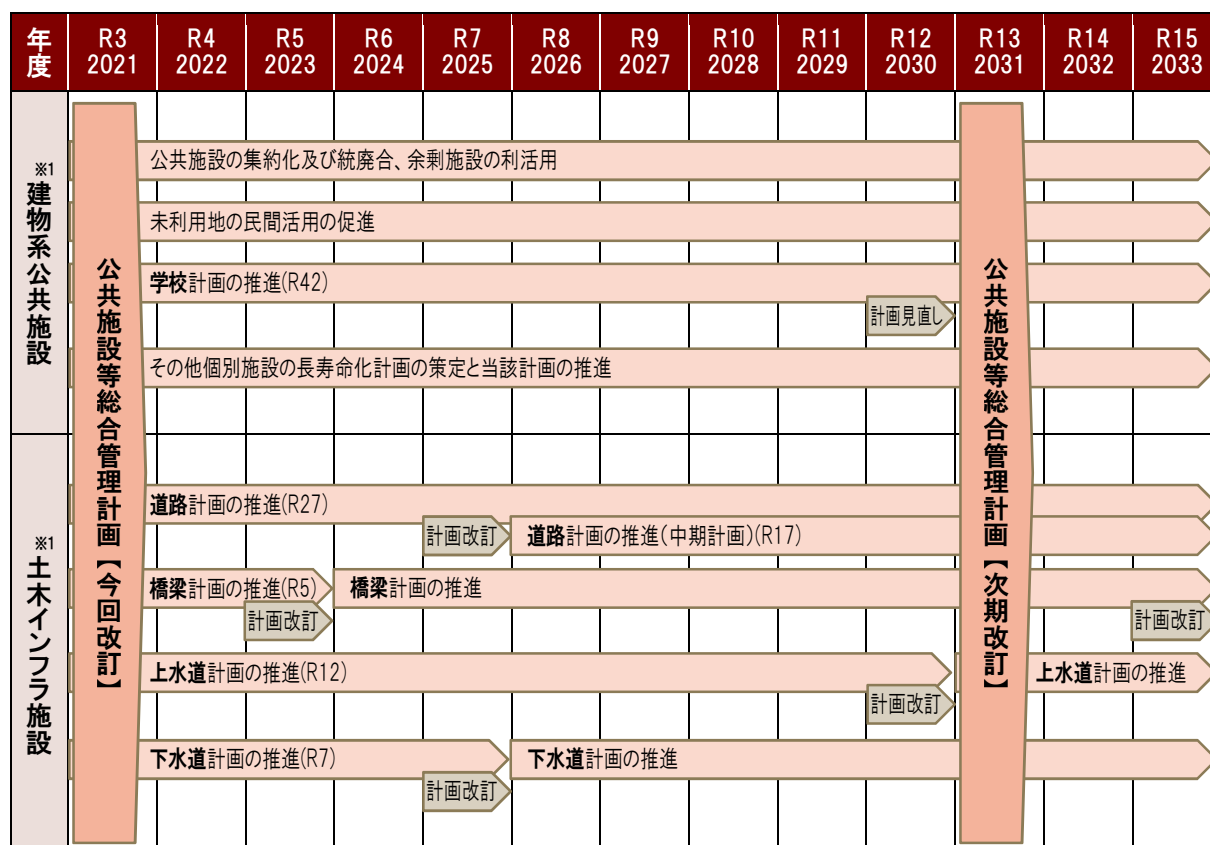 年度
R3 2021
R4 2022
R5 2023
R6 2024
R7 2025
R8 2026
R9 2027
R10 2028
R11 2029
R12 2030
R13 2031
R14 2032
R15 2033
※1
建物系公共施設
公共施設等総合管理計画【今回改訂】
公共施設の集約化及び統廃合、余剰施設の利活用
未利用地の民間活用の促進
学校計画の推進(R42)
計画見直し
その他個別施設の長寿命化計画の策定と当該計画の推進
公共施設等総合管理計画【次期改訂】
※1
土木インフラ施設
道路計画の推進(R27)
計画改訂
道路計画の推進(中期計画)(R17)
橋梁計画の推進(R5)
橋梁計画の推進
計画改訂
計画改訂
上水道計画の推進(R12)
上水道計画の推進
計画改訂
下水道計画の推進(R7)
下水道計画の推進
計画改訂